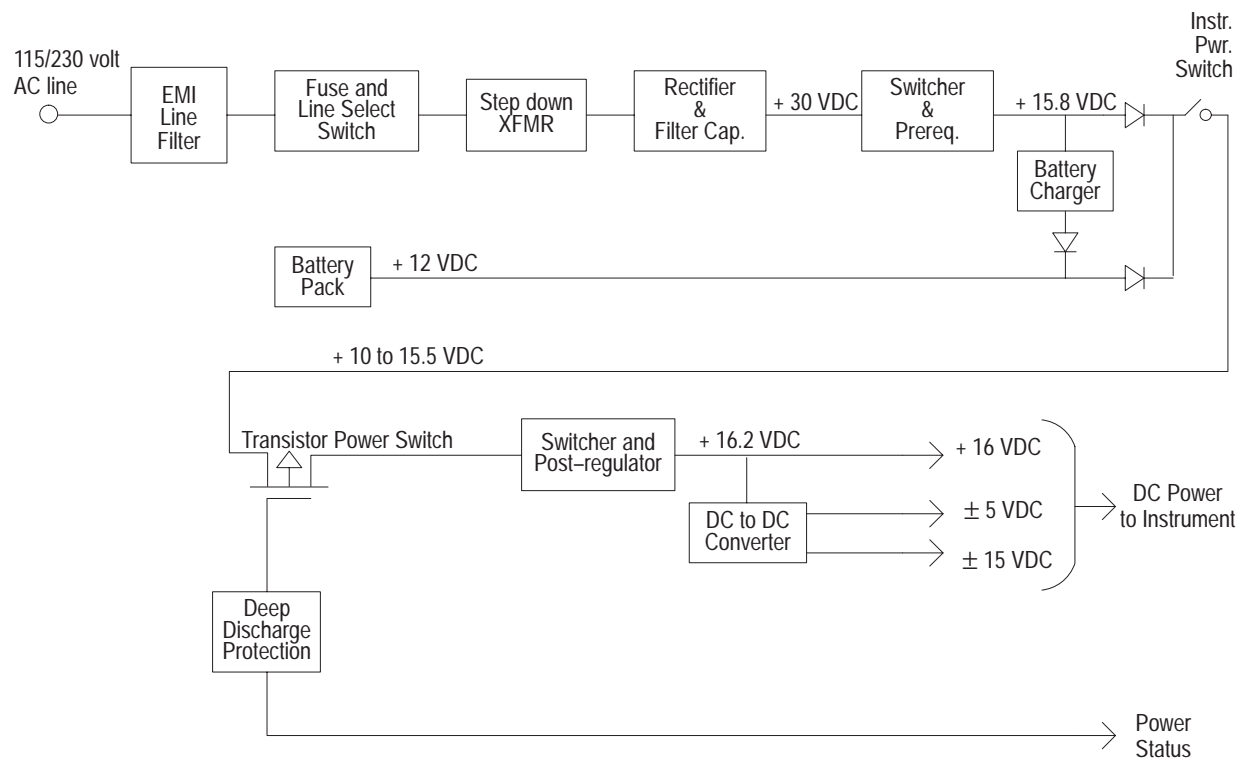 115/230 volt
AC line
EMI
Line
Filter
Fuse and
Line Select
Switch
Step down
XFMR
Rectifier
&
Filter Cap.
+ 30 VDC
Switcher
&
Prereq.
+ 15.8 VDC
Instr.
Pwr.
Switch
Battery
Charger
Battery
Pack
+ 12 VDC
+ 10 to 15.5 VDC
Transistor Power Switch
Switcher and
Post–regulator
+ 16.2 VDC
+ 16 VDC
DC to DC
Converter
± 5 VDC
± 15 VDC
DC Power
to Instrument
Deep
Discharge
Protection
Power
Status